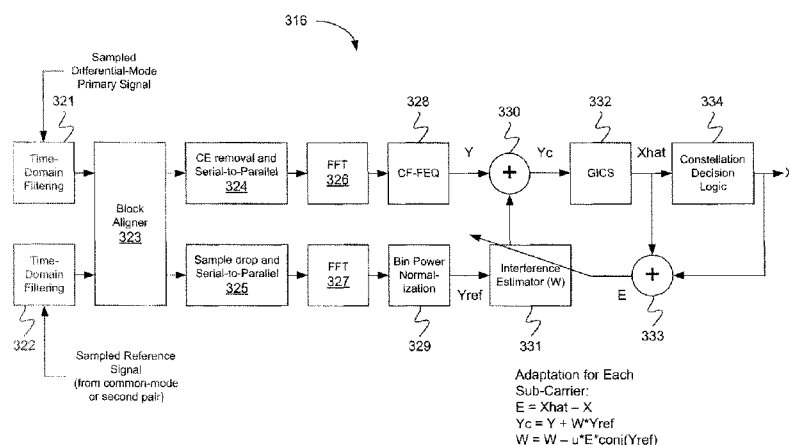 316
Sampled
Differential-Mode
Primary Signal
321
328
330
332
334
Time-
Domain
Filtering
Block
Aligner
323
CE removal and
Serial-to-Parallel
324
FFT
326
CF-FEQ
Y
+
Yc
GICS
Xhat
Constellation
Decision
Logic
X
Time-
Domain
Filtering
Sample drop and
Serial-to-Parallel
325
FFT
327
Bin Power
Normal-
ization
Yref
Interference
Estimator (W)
E
+
322
329
331
333
Sampled Reference
Signal
(from common-mode
or second pair)
Adaptation for Each
Sub-Carrier:
E = Xhat – X
Yc = Y + W*Yref
W = W – u*E*conj(Yref)